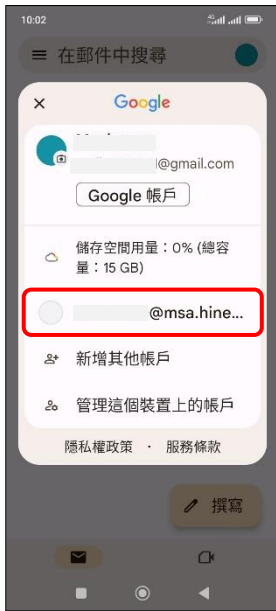 10:02
4G
在郵件中搜尋
Google
@gmail.com
Google 帳戶
儲存空間用量：0% (總容
量：15 GB)
@msa.hine...
新增其他帳戶
管理這個裝置上的帳戶
隱私權政策 · 服務條款
撰寫